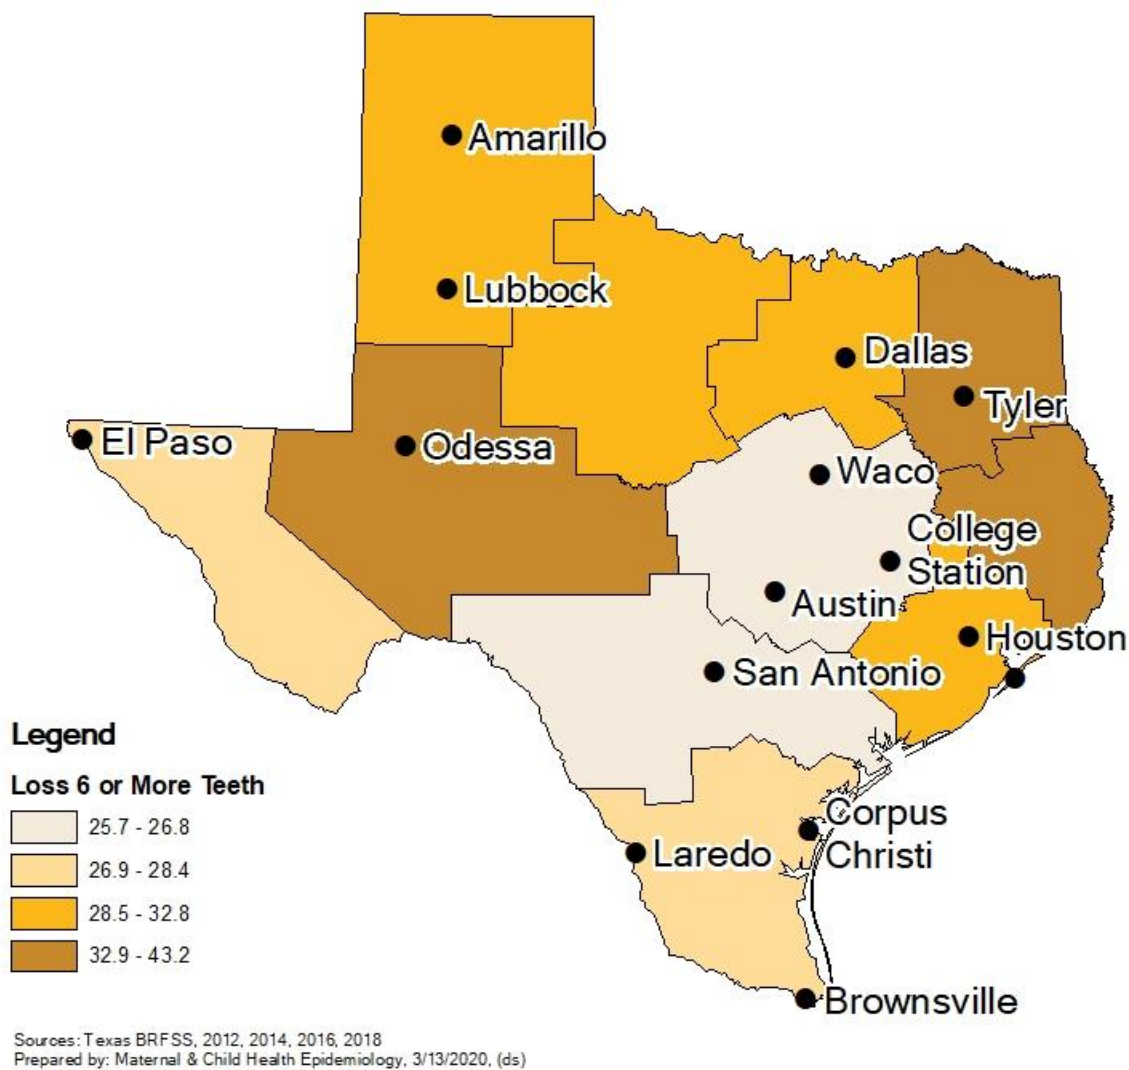 Amarillo
Lubbock
Dallas
Tyler
El Paso
Odessa
Waco
College
Station
Austin
Houston
San Antonio
Legend
Loss 6 or More Teeth
25.7 - 26.8
26.9 - 28.4
28.5 - 32.8
32.9 - 43.2
Corpus
Christi
Laredo
Brownsville
Sources: Texas BRFSS, 2012, 2014, 2016, 2018
Prepared by: Maternal & Child Health Epidemiology, 3/13/2020, (ds)